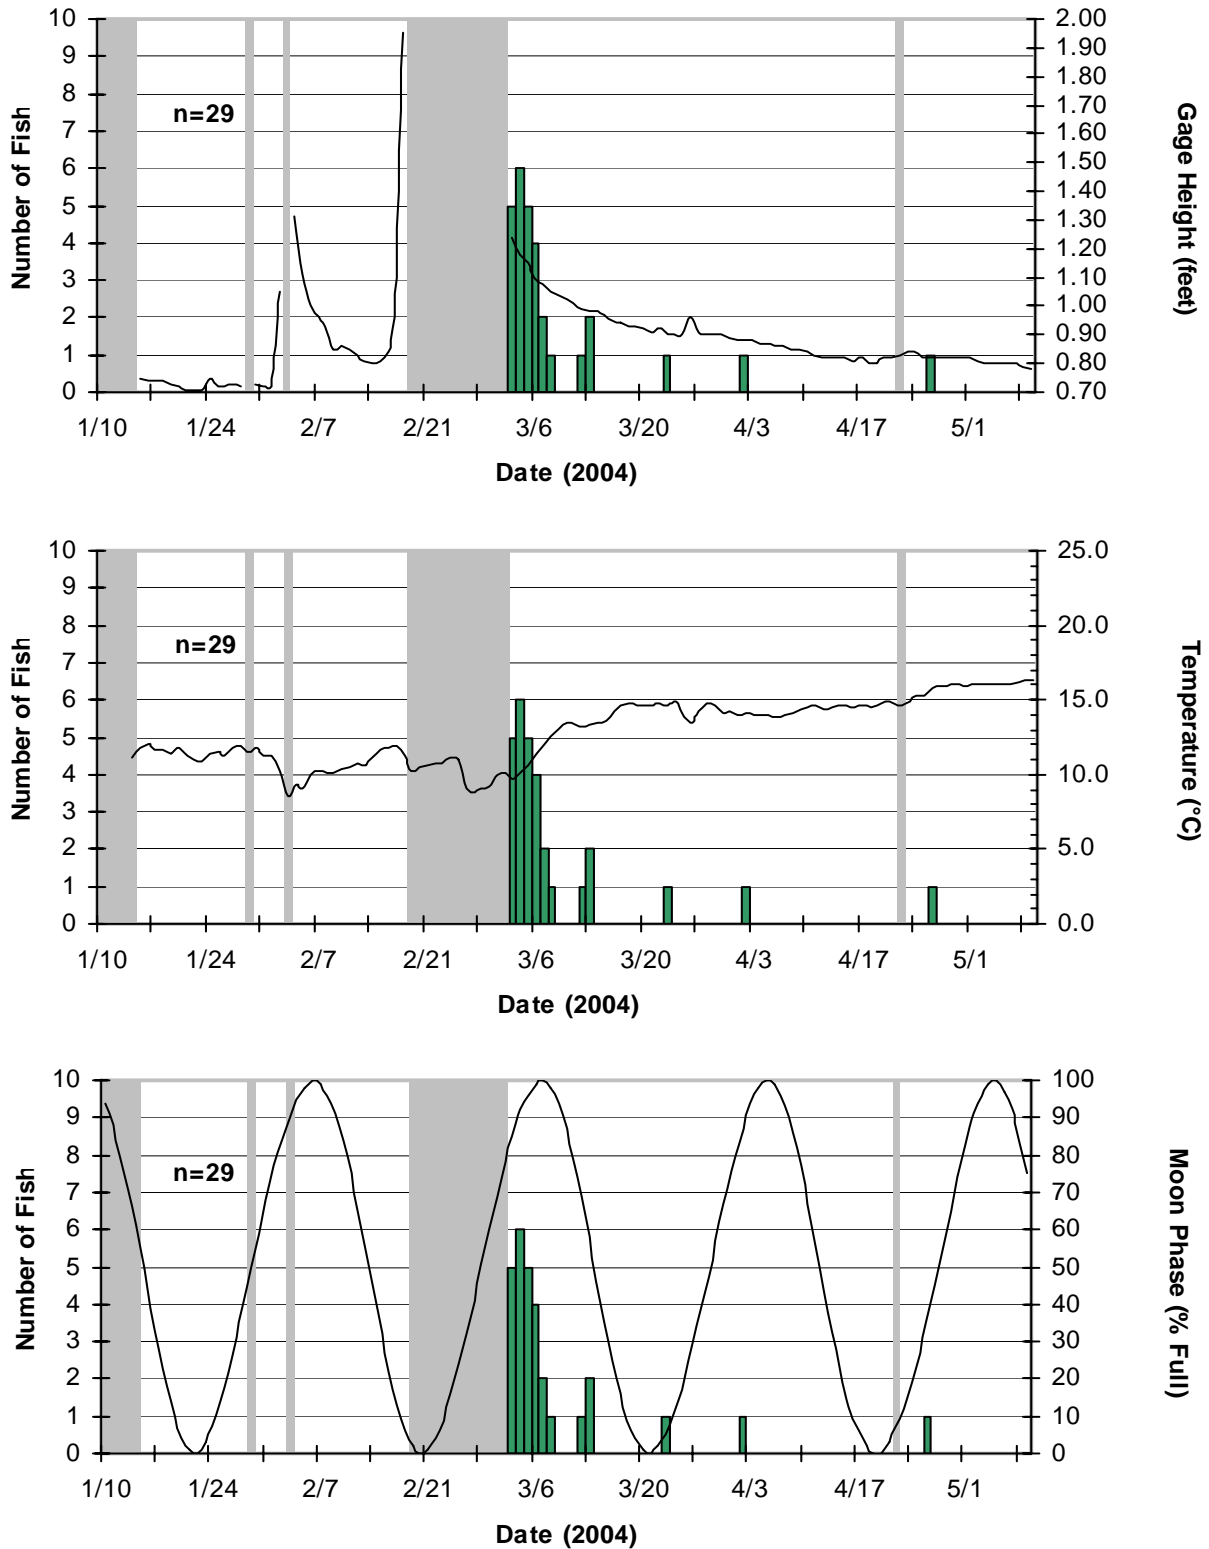 10 2.00
9 1.90
8 1.80
7 1.70
6 1.60
5 1.50
4 1.40
3 1.30
2 1.20
1 1.10
0 1.00
0.90
0.80
0.70
n=29
Number of Fish
Gage Height (feet)
1/10 1/24 2/7 2/21 3/6 3/20 4/3 4/17 5/1
Date (2004)
10 25.0
9
8 20.0
7
6 15.0
5
4 10.0
3
2 5.0
1
0 0.0
n=29
Number of Fish
Temperature (°C)
1/10 1/24 2/7 2/21 3/6 3/20 4/3 4/17 5/1
Date (2004)
10 100
9 90
8 80
7 70
6 60
5 50
4 40
3 30
2 20
1 10
0 0
n=29
Number of Fish
Moon Phase (% Full)
1/10 1/24 2/7 2/21 3/6 3/20 4/3 4/17 5/1
Date (2004)